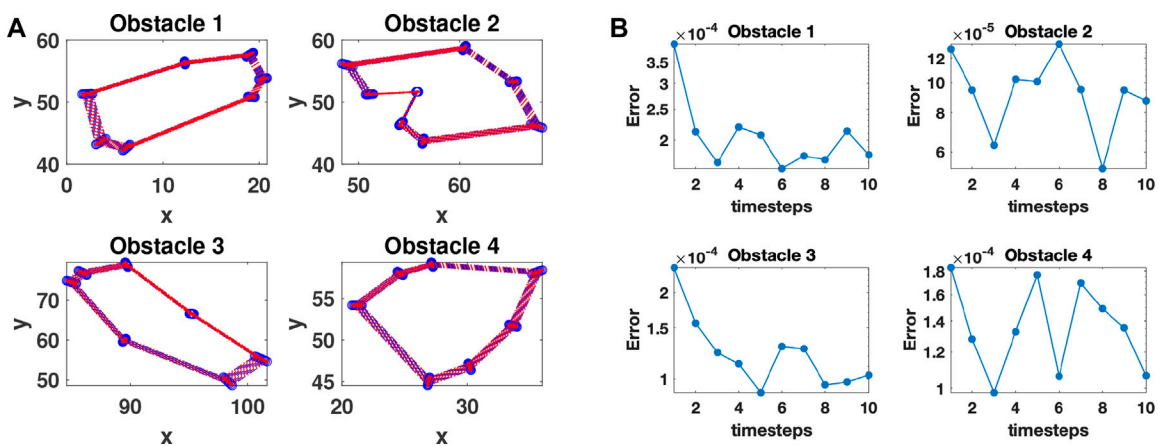 A
Obstacle 1
60
50
40
y
0
10
20
x
Obstacle 2
60
50
40
50
60
x
Obstacle 3
70
60
50
y
90
100
x
Obstacle 4
55
50
45
20
30
x
B
×10⁻⁴
Obstacle 1
3.5
3
2.5
2
Error
2
4
6
8
10
timesteps
×10⁻⁵
Obstacle 2
12
10
8
6
Error
2
4
6
8
10
timesteps
×10⁻⁴
Obstacle 3
1.5
1
Error
2
4
6
8
10
timesteps
×10⁻⁴
Obstacle 4
1.8
1.6
1.4
1.2
1
Error
2
4
6
8
10
timesteps